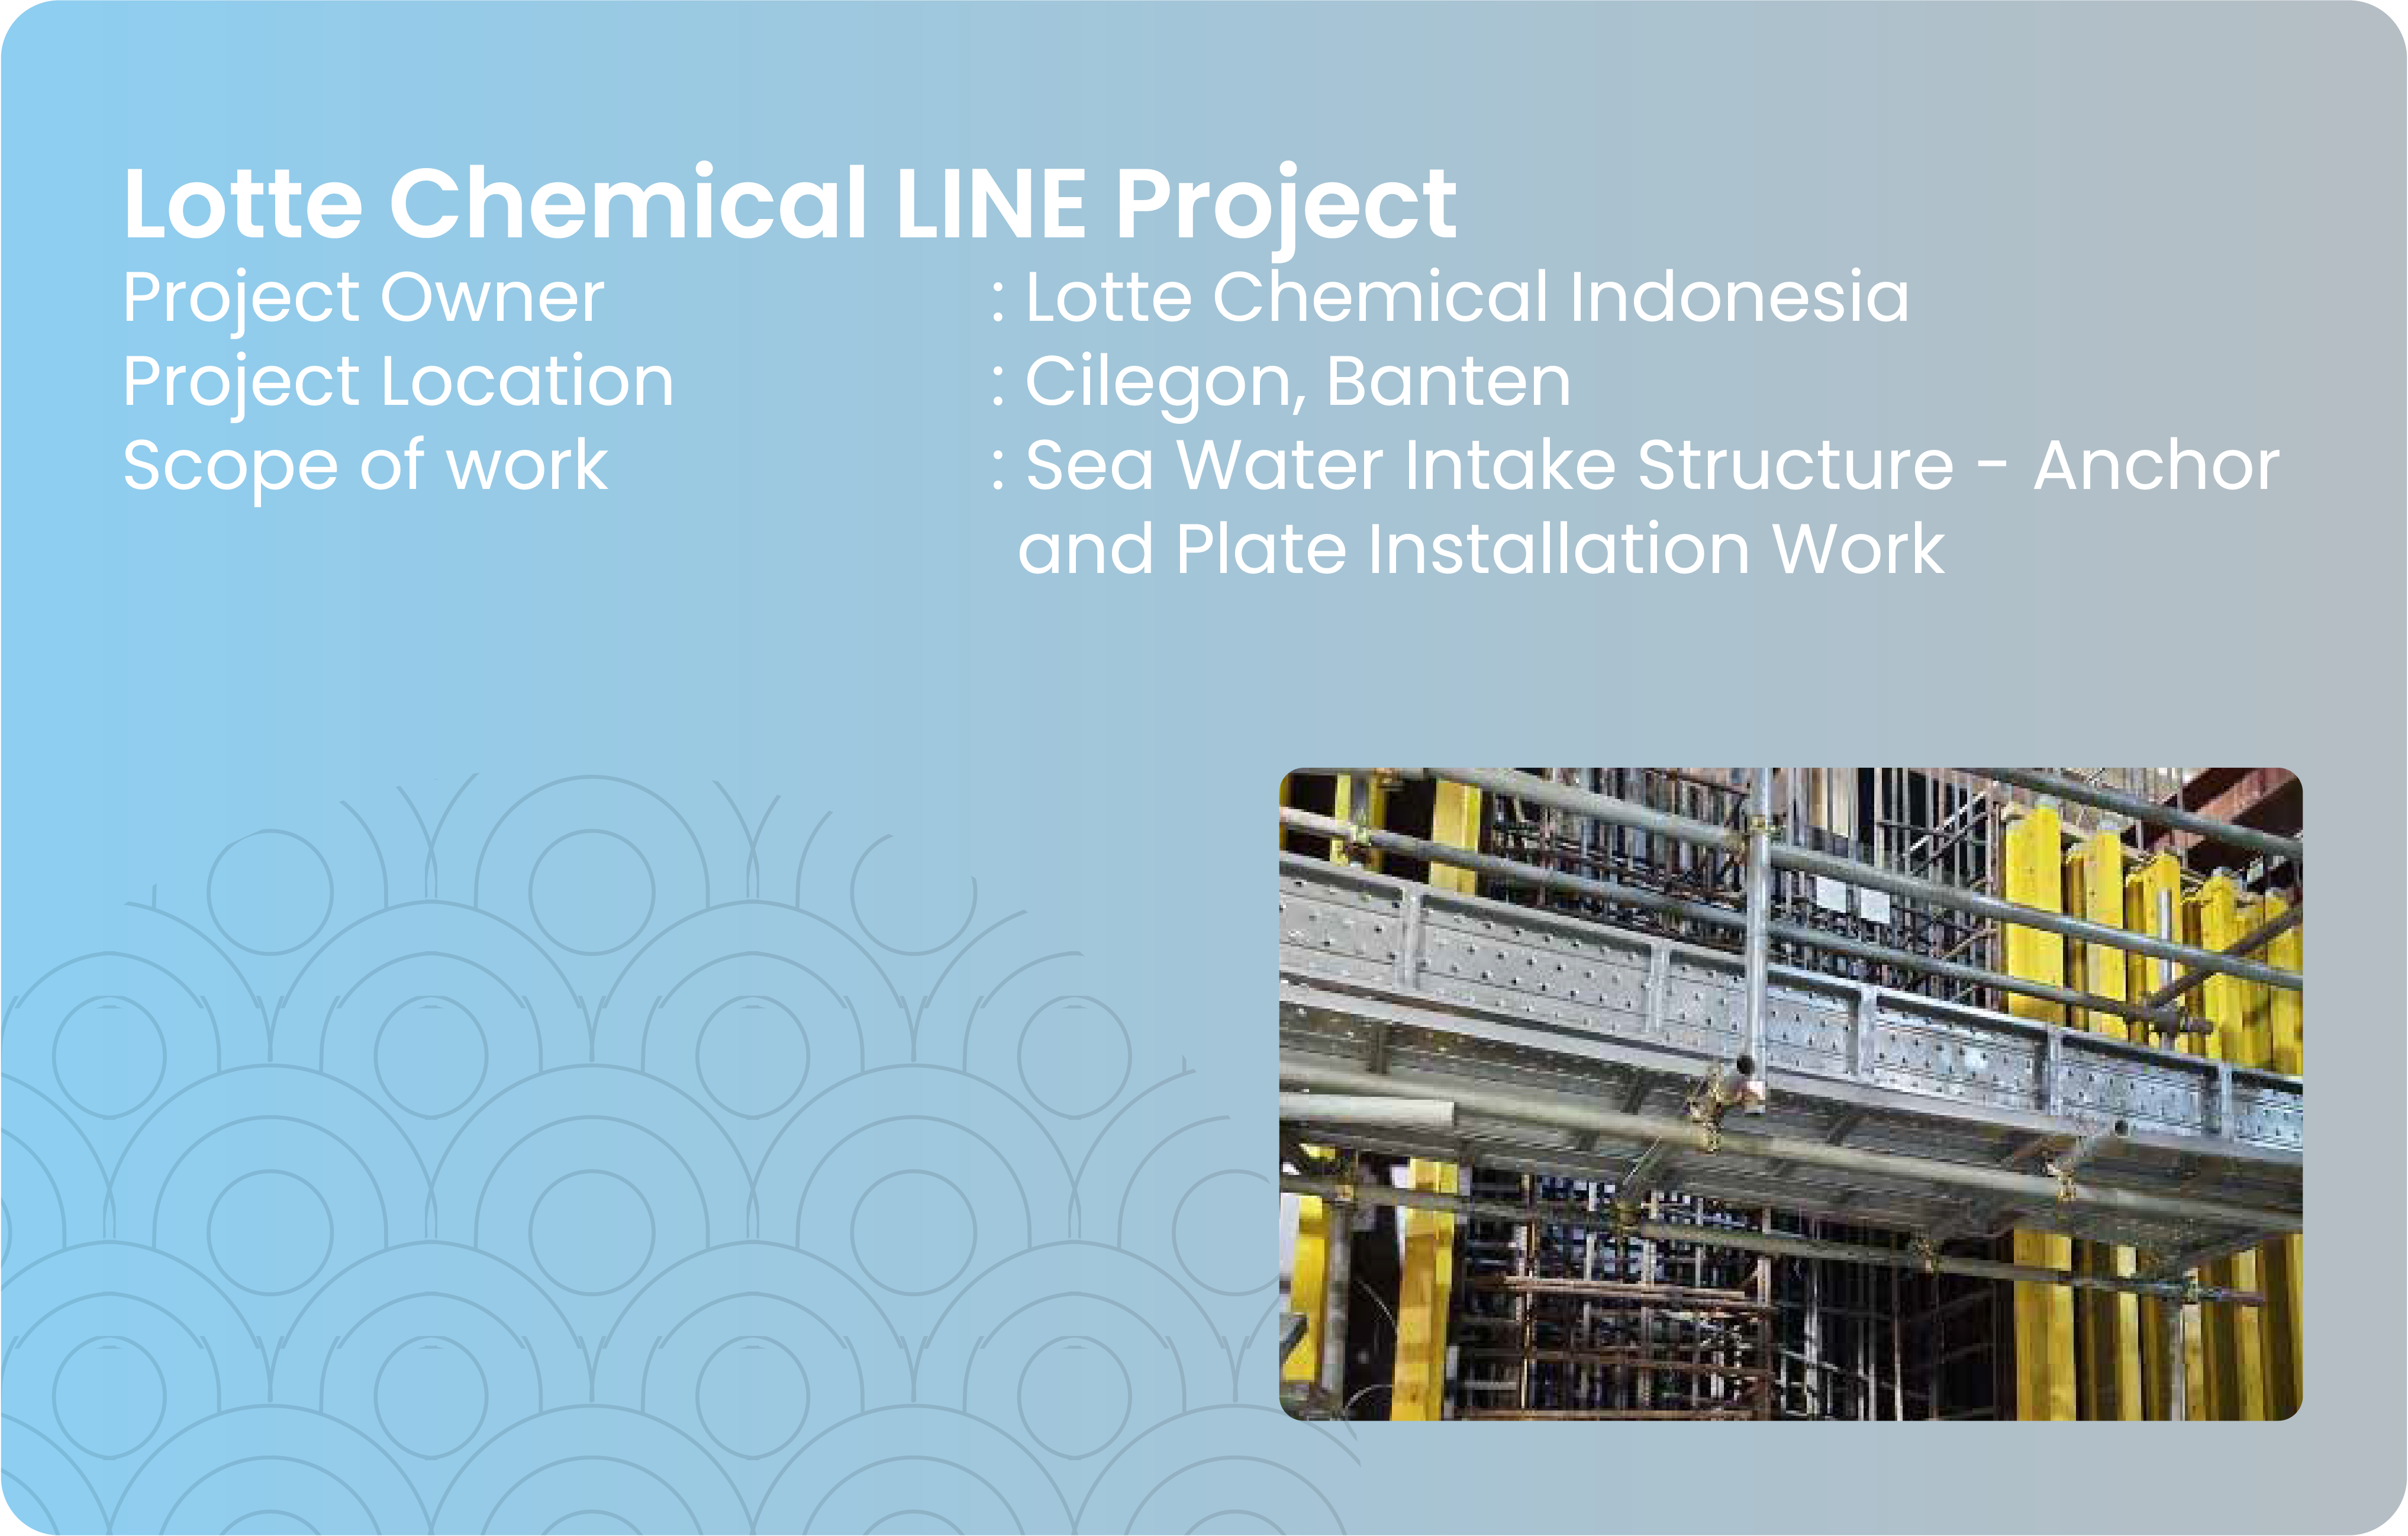 Lotte Chemical LINE Project
Project Owner : Lotte Chemical Indonesia
Project Location : Cilegon, Banten
Scope of work : Sea Water Intake Structure - Anchor
and Plate Installation Work